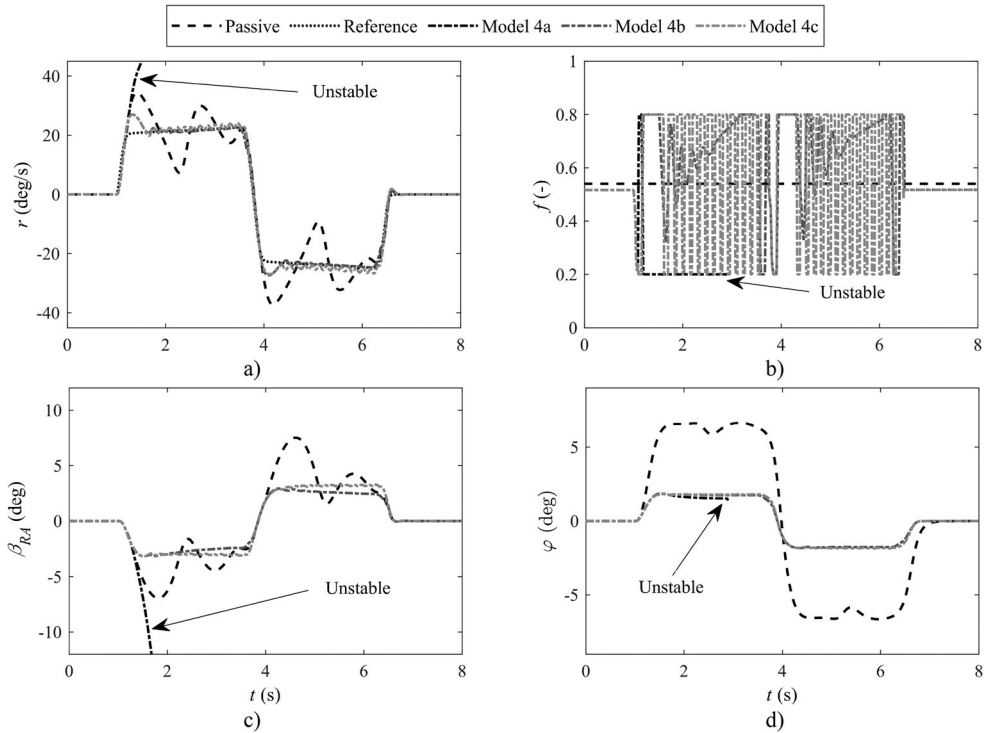 Passive Reference Model 4a Model 4b Model 4c
40
20
0
-20
-40
r (deg/s)
Unstable
0 2 4 6 8
a)
1
0.8
0.6
0.4
0.2
0
f (-)
Unstable
0 2 4 6 8
b)
10
5
0
-5
-10
β_RA (deg)
Unstable
0 2 4 6 8
t (s)
c)
5
0
-5
φ (deg)
Unstable
0 2 4 6 8
t (s)
d)